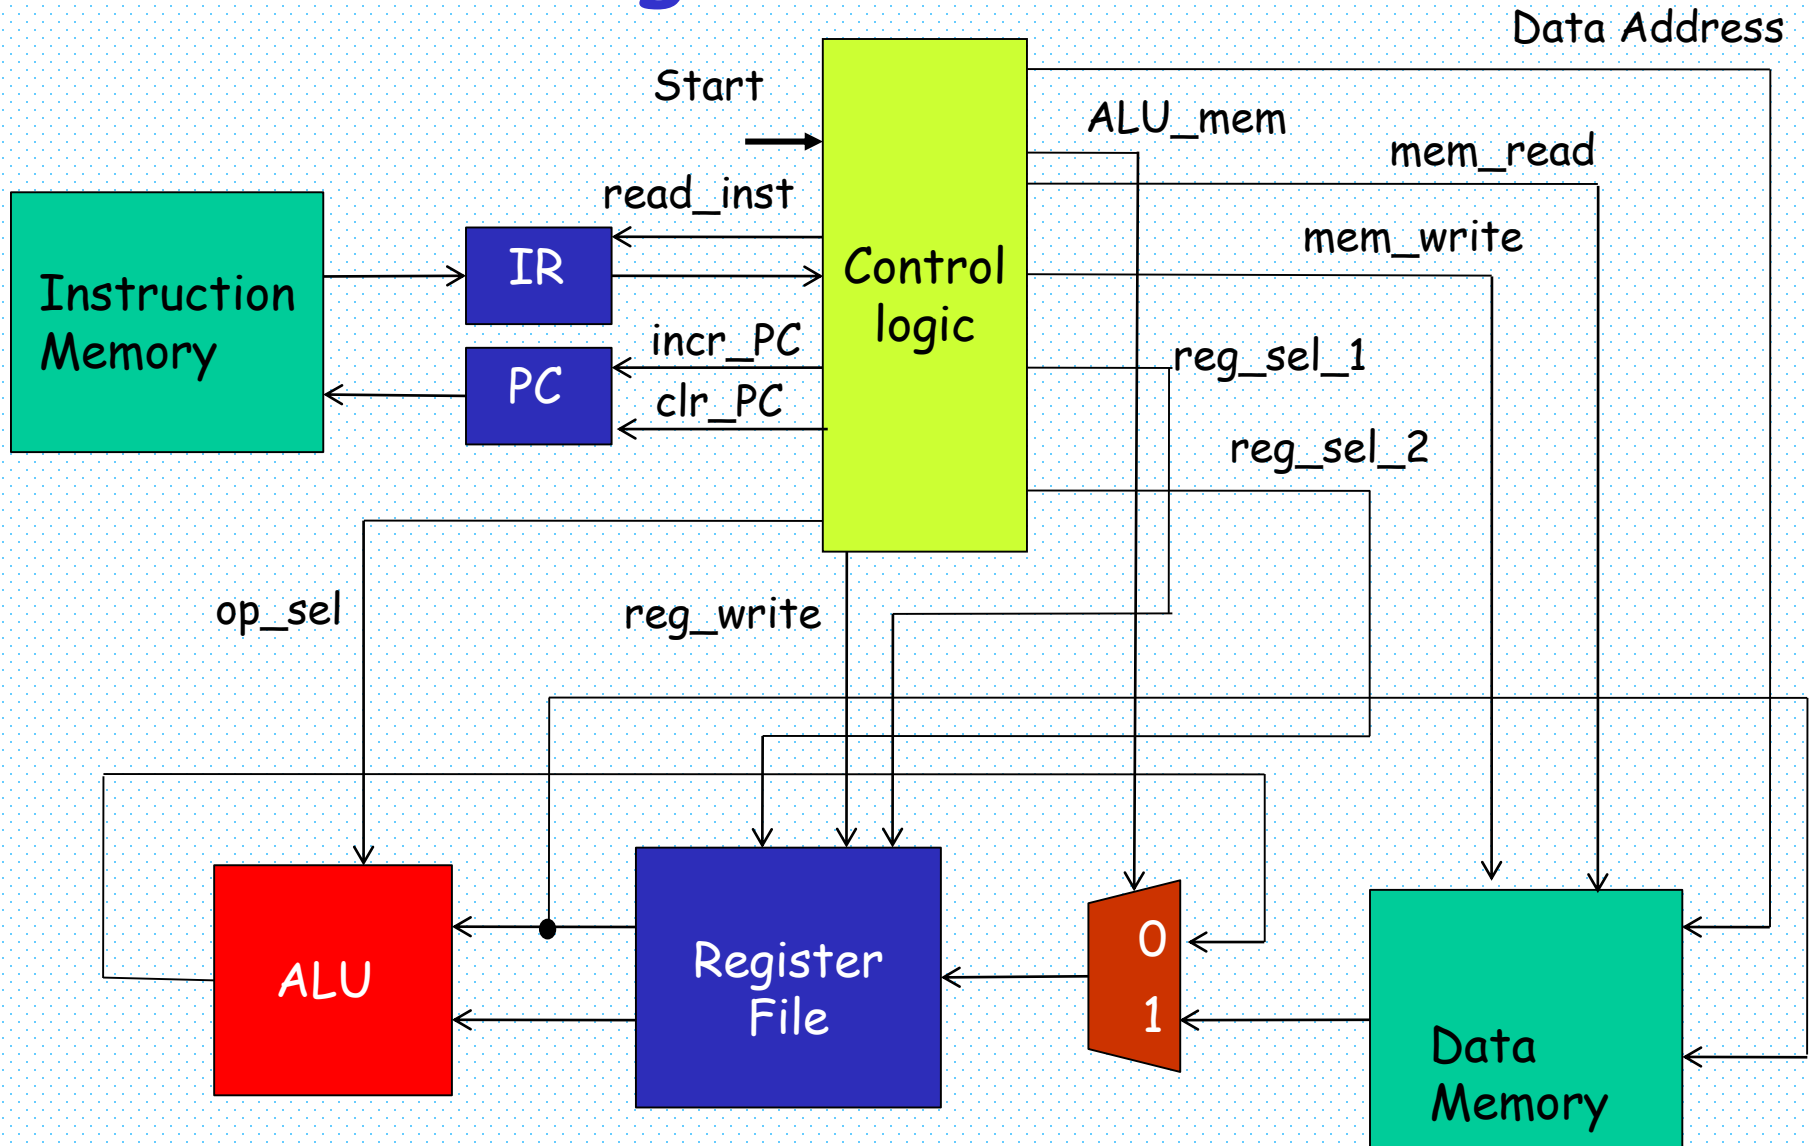 Data Address
Start
ALU_mem
mem_read
read_inst
mem_write
IR
Control
logic
Instruction
Memory
incr_PC
reg_sel_1
PC
clr_PC
reg_sel_2
op_sel
reg_write
0
Register
File
ALU
1
Data
Memory